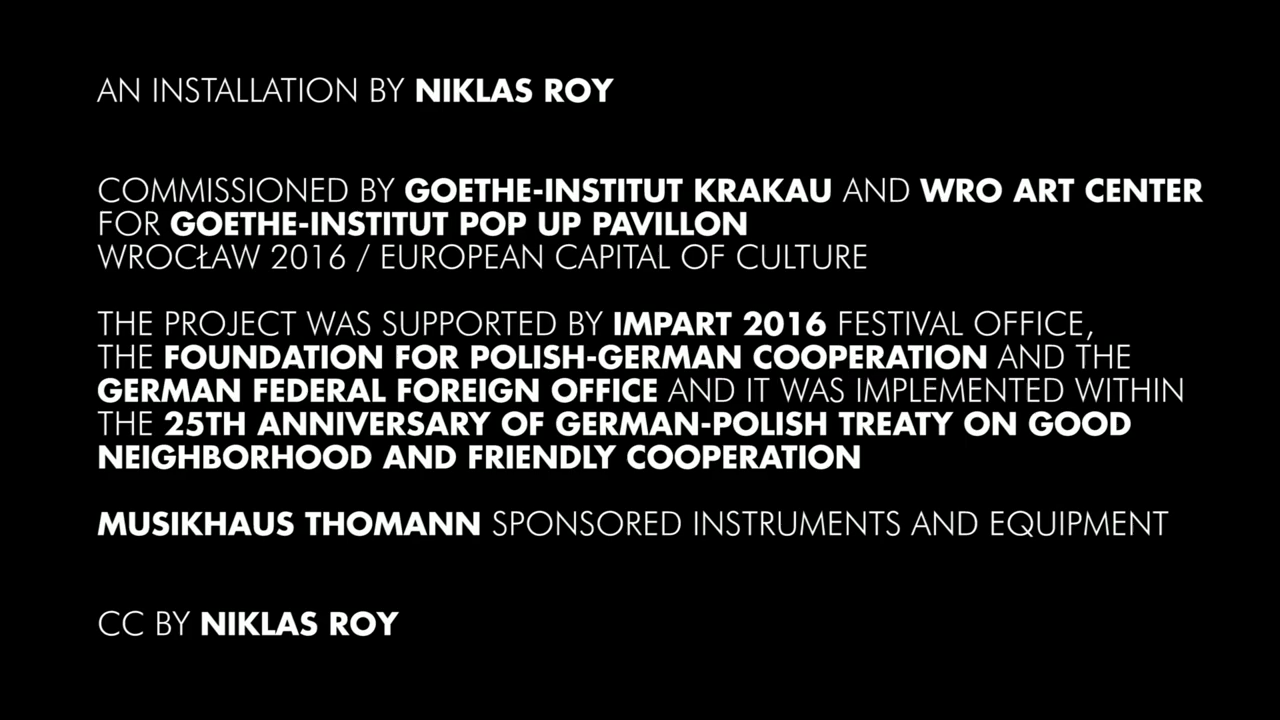 AN INSTALLATION BY NIKLAS ROY
COMMISSIONED BY GOETHE-INSTITUT KRAKAU AND WRO ART CENTER
FOR GOETHE-INSTITUT POP UP PAVILLON
WROCŁAW 2016 / EUROPEAN CAPITAL OF CULTURE
THE PROJECT WAS SUPPORTED BY IMPART 2016 FESTIVAL OFFICE,
THE FOUNDATION FOR POLISH-GERMAN COOPERATION AND THE
GERMAN FEDERAL FOREIGN OFFICE AND IT WAS IMPLEMENTED WITHIN
THE 25TH ANNIVERSARY OF GERMAN-POLISH TREATY ON GOOD
NEIGHBORHOOD AND FRIENDLY COOPERATION
MUSIKHAUS THOMANN SPONSORED INSTRUMENTS AND EQUIPMENT
CC BY NIKLAS ROY